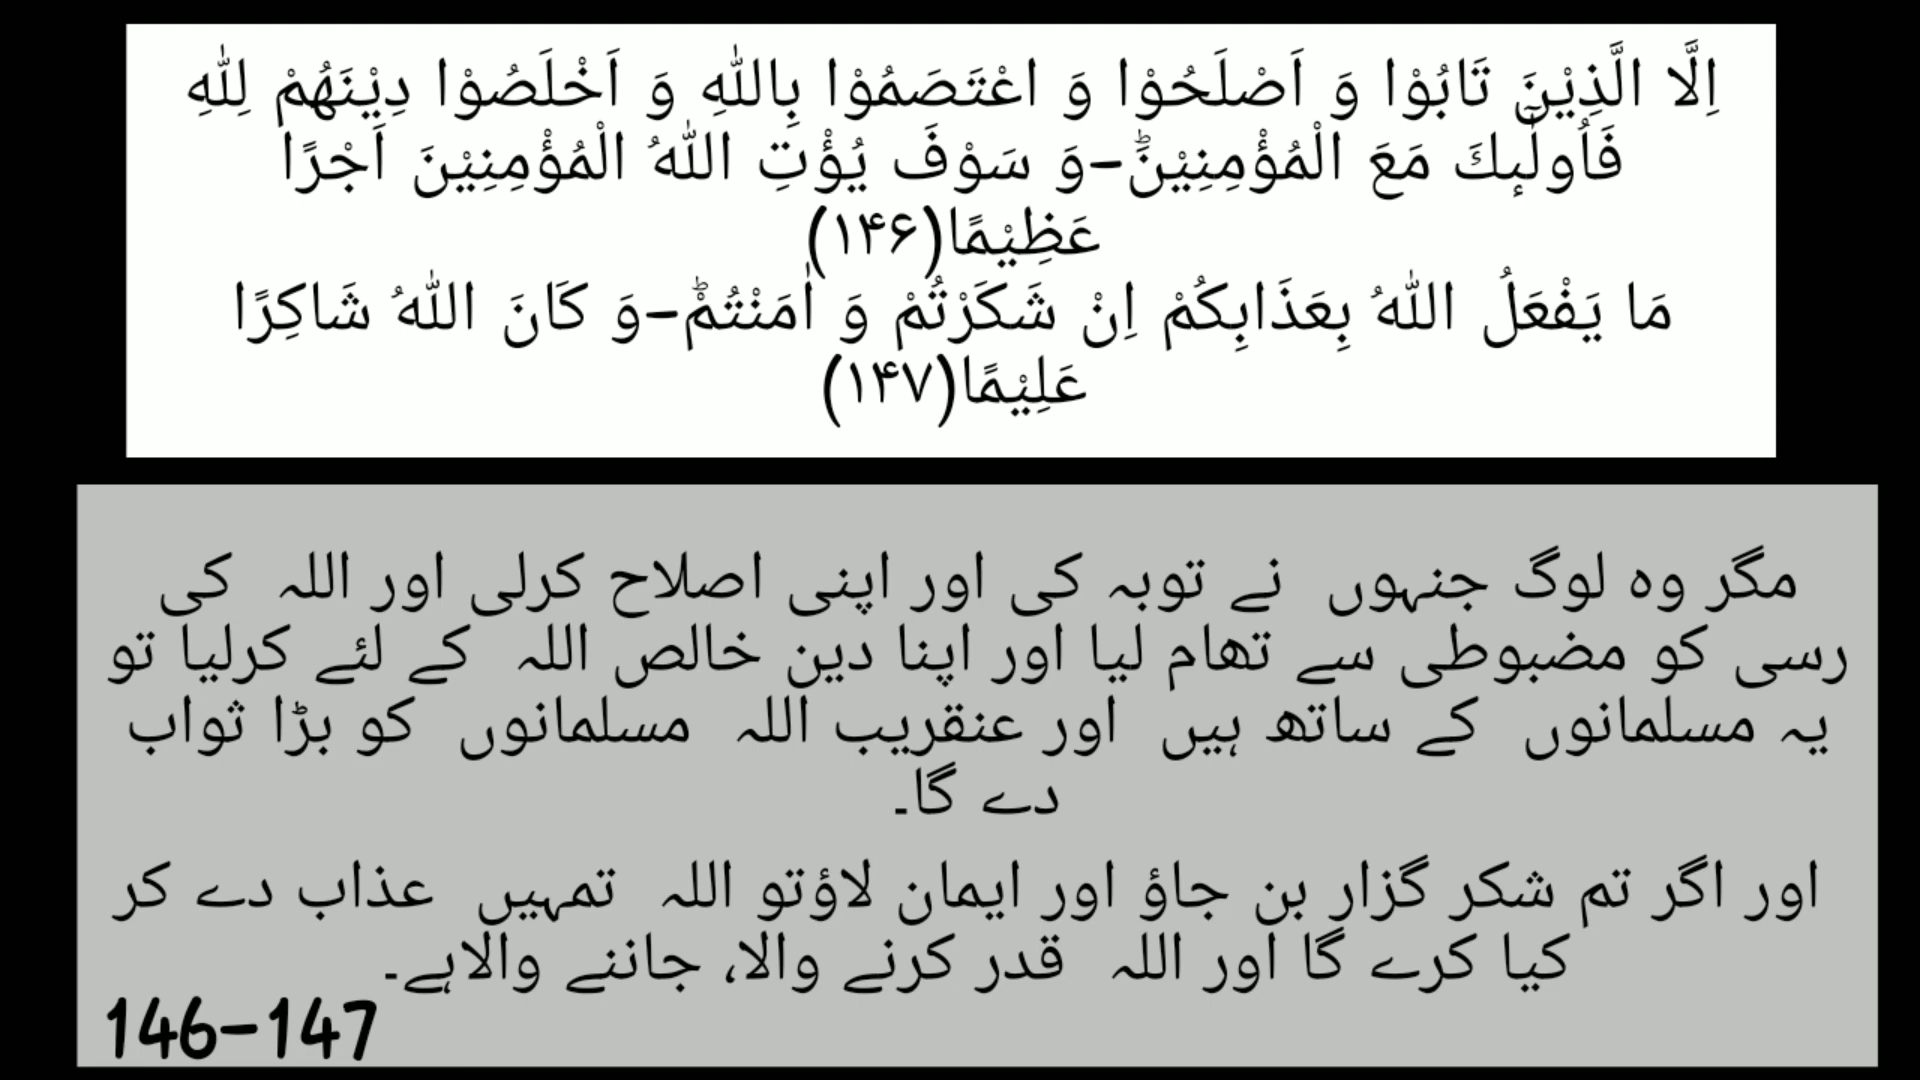 اِلَّا الَّذِیْنَ تَابُوْا وَ اَصْلَحُوْا وَ اعْتَصَمُوْا بِاللّٰهِ وَ اَخْلَصُوْا دِیْنَهُمْ لِلّٰهِ
فَاُولٰٓىٕكَ مَعَ الْمُؤْمِنِیْنَؕ–وَ سَوْفَ یُؤْتِ اللّٰهُ الْمُؤْمِنِیْنَ اَجْرًا
عَظِیْمًا(۱۴۶)
مَا یَفْعَلُ اللّٰهُ بِعَذَابِكُمْ اِنْ شَكَرْتُمْ وَ اٰمَنْتُمْؕ–وَ كَانَ اللّٰهُ شَاكِرًا
عَلِیْمًا(۱۴۷)
مگر وہ لوگ جنہوں نے توبہ کی اور اپنی اصلاح کرلی اور اللہ کی
رسی کو مضبوطی سے تھام لیا اور اپنا دین خالص اللہ کے لئے کرلیا تو
یہ مسلمانوں کے ساتھ ہیں اور عنقریب اللہ مسلمانوں کو بڑا ثواب
دے گا۔
اور اگر تم شکر گزار بن جاؤ اور ایمان لاؤتو اللہ تمہیں عذاب دے کر
کیا کرے گا اور اللہ قدر کرنے والا، جاننے والاہے۔
146–147